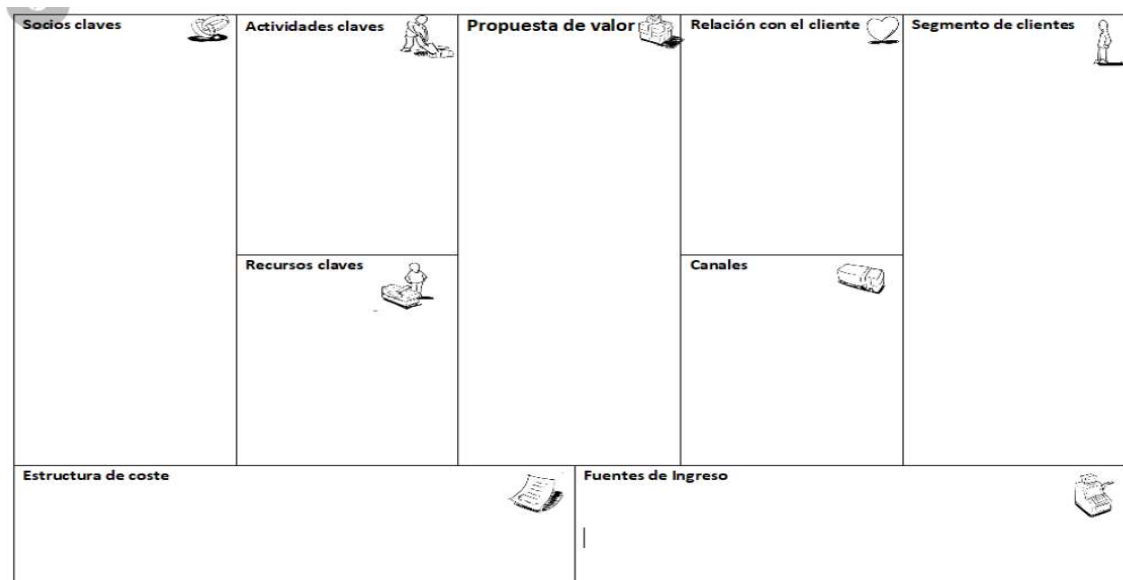 Socios claves
Actividades claves
Propuesta de valor
Relación con el cliente
Segmento de clientes
Recursos claves
Canales
Estructura de coste
Fuentes de Ingreso